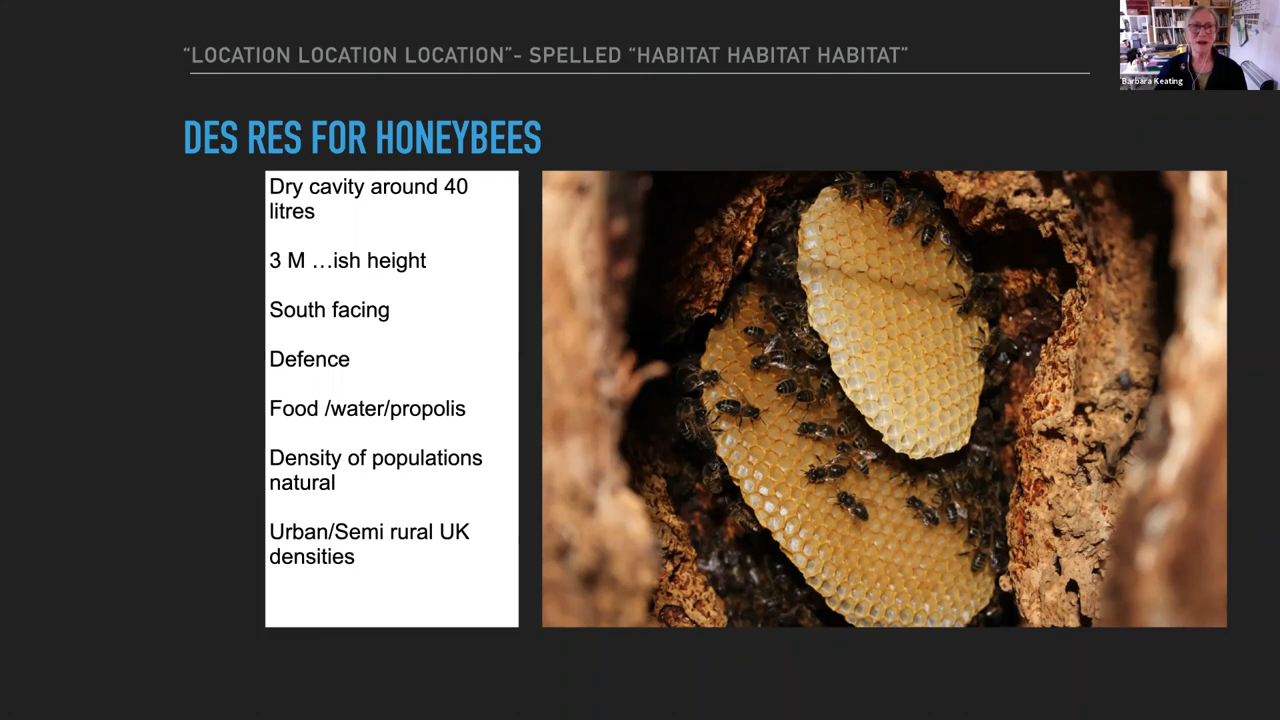 “LOCATION LOCATION LOCATION”- SPELLED “HABITAT HABITAT HABITAT”
Barbara Keating
DES RES FOR HONEYBEES
Dry cavity around 40
litres
3 M …ish height
South facing
Defence
Food /water/propolis
Density of populations
natural
Urban/Semi rural UK
densities